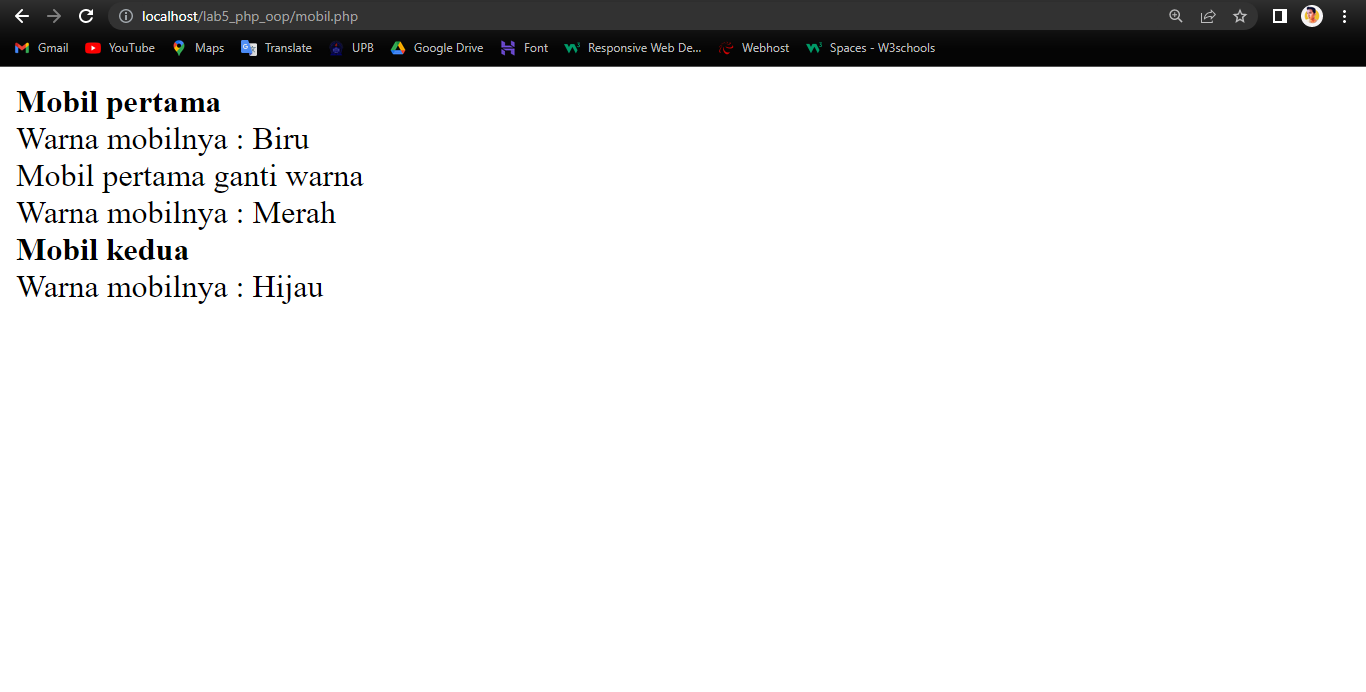 localhost/lab5_php_oop/mobil.php
Gmail YouTube Maps Translate UPB Google Drive Font Responsive Web De... Webhost Spaces - W3schools
Mobil pertama
Warna mobilnya : Biru
Mobil pertama ganti warna
Warna mobilnya : Merah
Mobil kedua
Warna mobilnya : Hijau